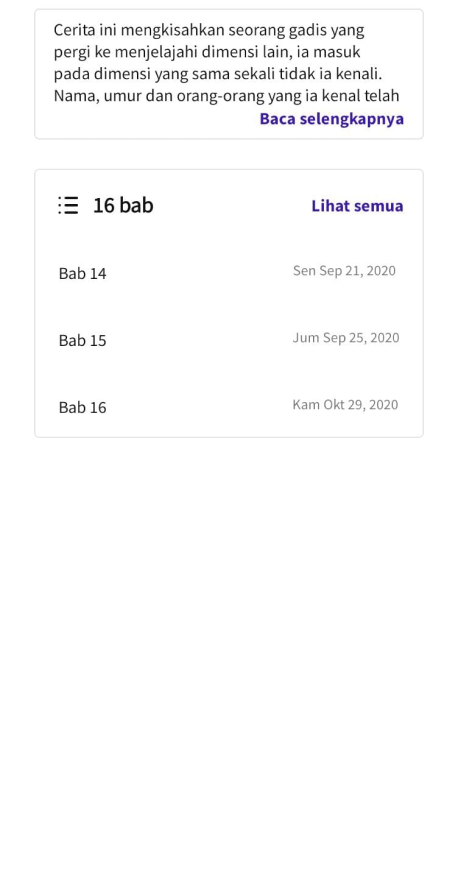 Cerita ini mengkisahkan seorang gadis yang
pergi ke menjelajahi dimensi lain, ia masuk
pada dimensi yang sama sekali tidak ia kenali.
Nama, umur dan orang-orang yang ia kenal telah
Baca selengkapnya
16 bab Lihat semua
Bab 14 Sen Sep 21, 2020
Bab 15 Jum Sep 25, 2020
Bab 16 Kam Okt 29, 2020